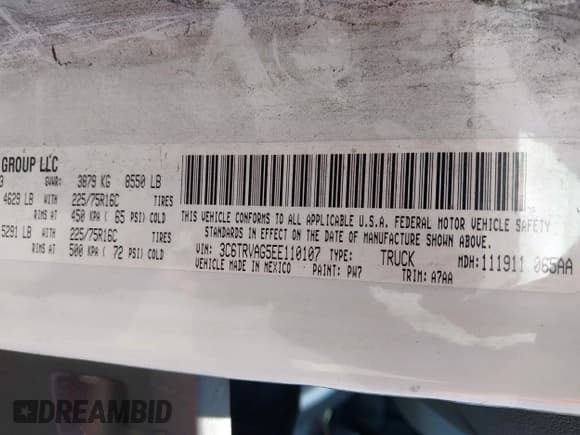 GROUP LLC
3 GVWR: 3879 KG 8550 LB
4629 LB WITH 225/75R16C TIRES
RIMS AT 450 KPA ( 65 PSI) COLD
5291 LB WITH 225/75R16C TIRES
RIMS AT 500 KPA ( 72 PSI) COLD
THIS VEHICLE CONFORMS TO ALL APPLICABLE U.S.A. FEDERAL MOTOR VEHICLE SAFETY
STANDARDS IN EFFECT ON THE DATE OF MANUFACTURE SHOWN ABOVE.
VIN: 3C6TRVAG5EE110107 TYPE: TRUCK MDH: 111911 065AA
VEHICLE MADE IN MEXICO PAINT: PW7 TRIM: A7AA
DREAMBID